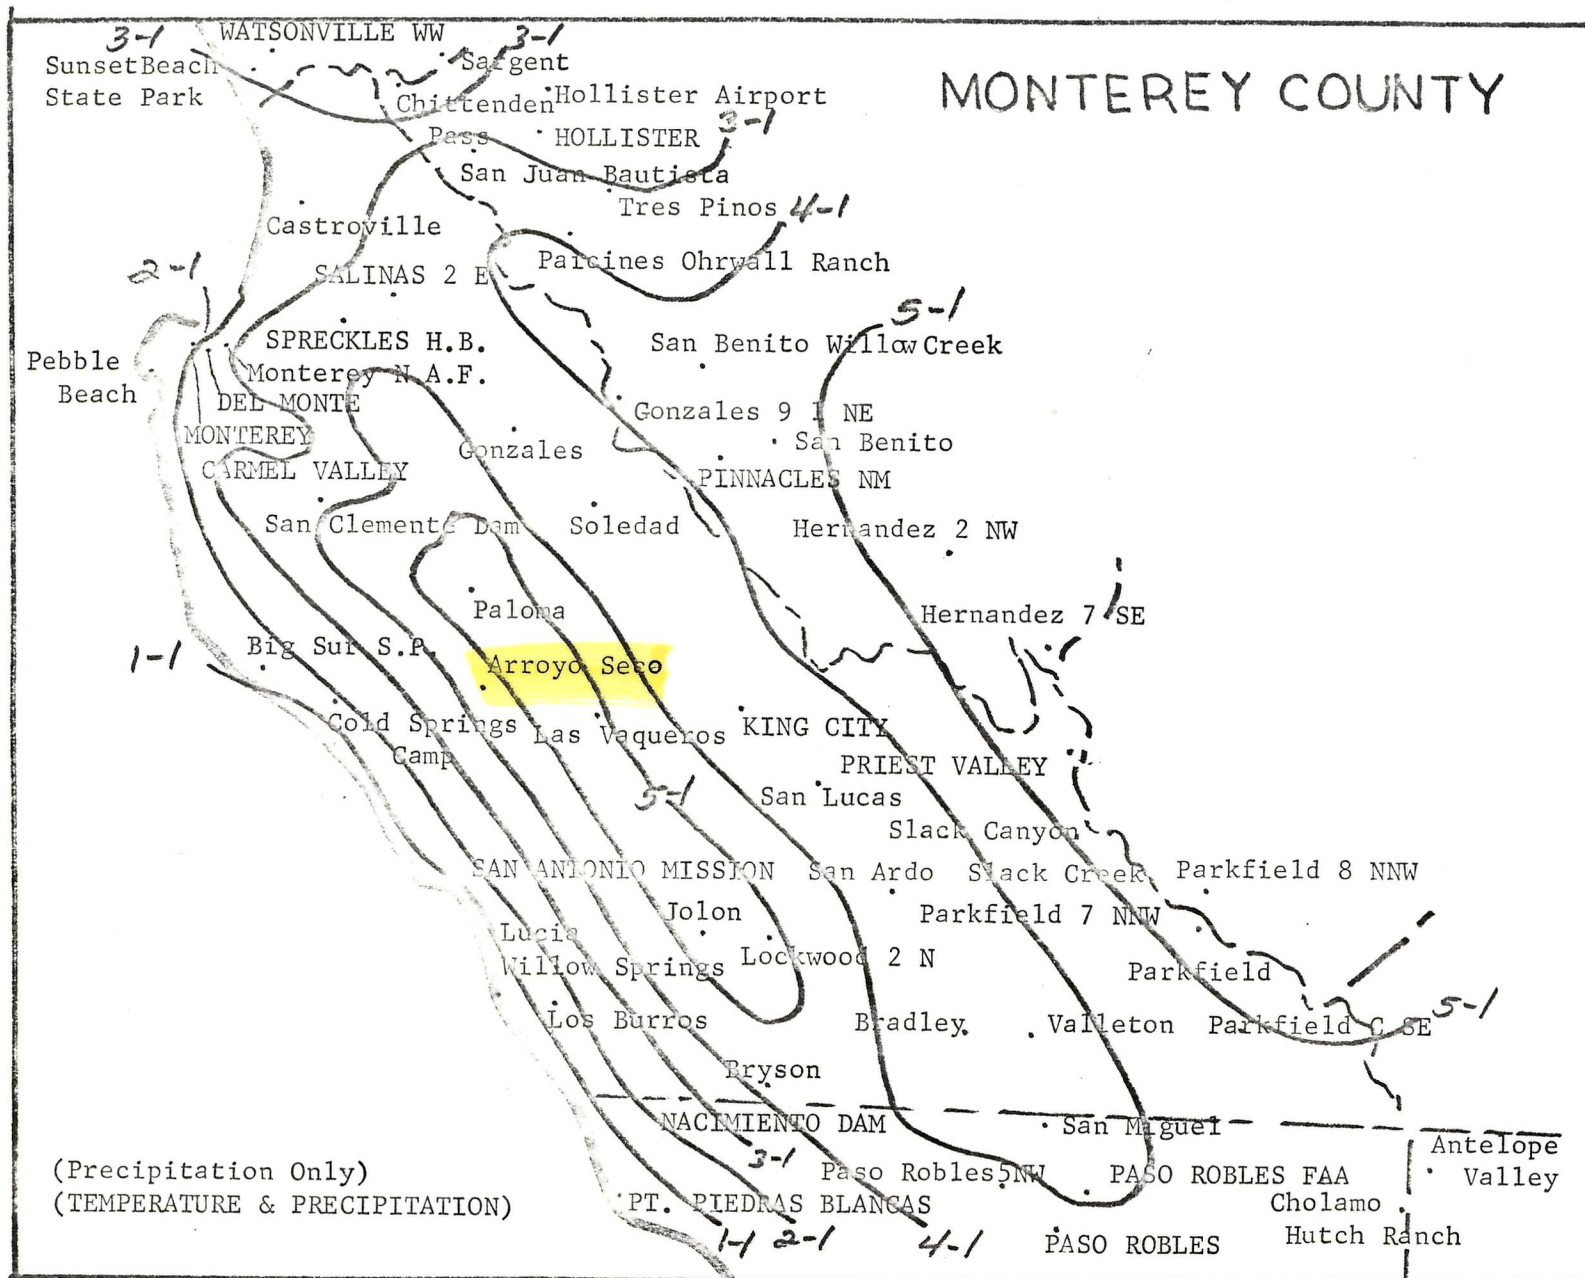 3-1
WATSONVILLE WW
3-1
SunsetBeach
State Park
Sargent
MONTEREY COUNTY
Chittenden
Pass
Hollister Airport
3-1
HOLLISTER
San Juan Bautista
Tres Pinos 4-1
Castroville
2-1
SALINAS 2 E
Paicines Ohrwall Ranch
5-1
SPRECKLES H.B.
San Benito Willow Creek
Pebble
Beach
Monterey N.A.F.
DEL MONTE
Gonzales 9 NE
MONTEREY
Gonzales
San Benito
CARMEL VALLEY
PINNACLES NM
San Clemente Dam
Soledad
Hernandez 2 NW
Paloma
Hernandez 7 SE
1-1
Big Sur S.P.
Arroyo Seco
Cold Springs
Camp
Las Vaqueros
KING CITY
PRIEST VALLEY
5-1
San Lucas
Slack Canyon
SAN ANTONIO MISSION
San Ardo
Slack Creek
Parkfield 8 NNW
Jolon
Parkfield 7 NNW
Lucia
Willow Springs
Lockwood 2 N
Parkfield
Los Burros
Bradley
Valleton
Parkfield SE
5-1
Bryson
NACIMIENTO DAM
San Miguel
Antelope
Valley
3-1
(Precipitation Only)
(TEMPERATURE & PRECIPITATION)
Paso Robles 5NW
PASO ROBLES FAA
PT. PIEDRAS BLANCAS
Cholamo
Hutch Ranch
1-1
2-1
4-1
PASO ROBLES